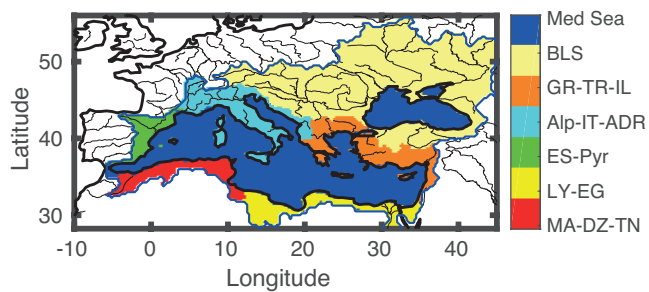 Med Sea
BLS
GR-TR-IL
Alp-IT-ADR
ES-Pyr
LY-EG
MA-DZ-TN
Latitude
50
40
30
-10 0 10 20 30 40
Longitude